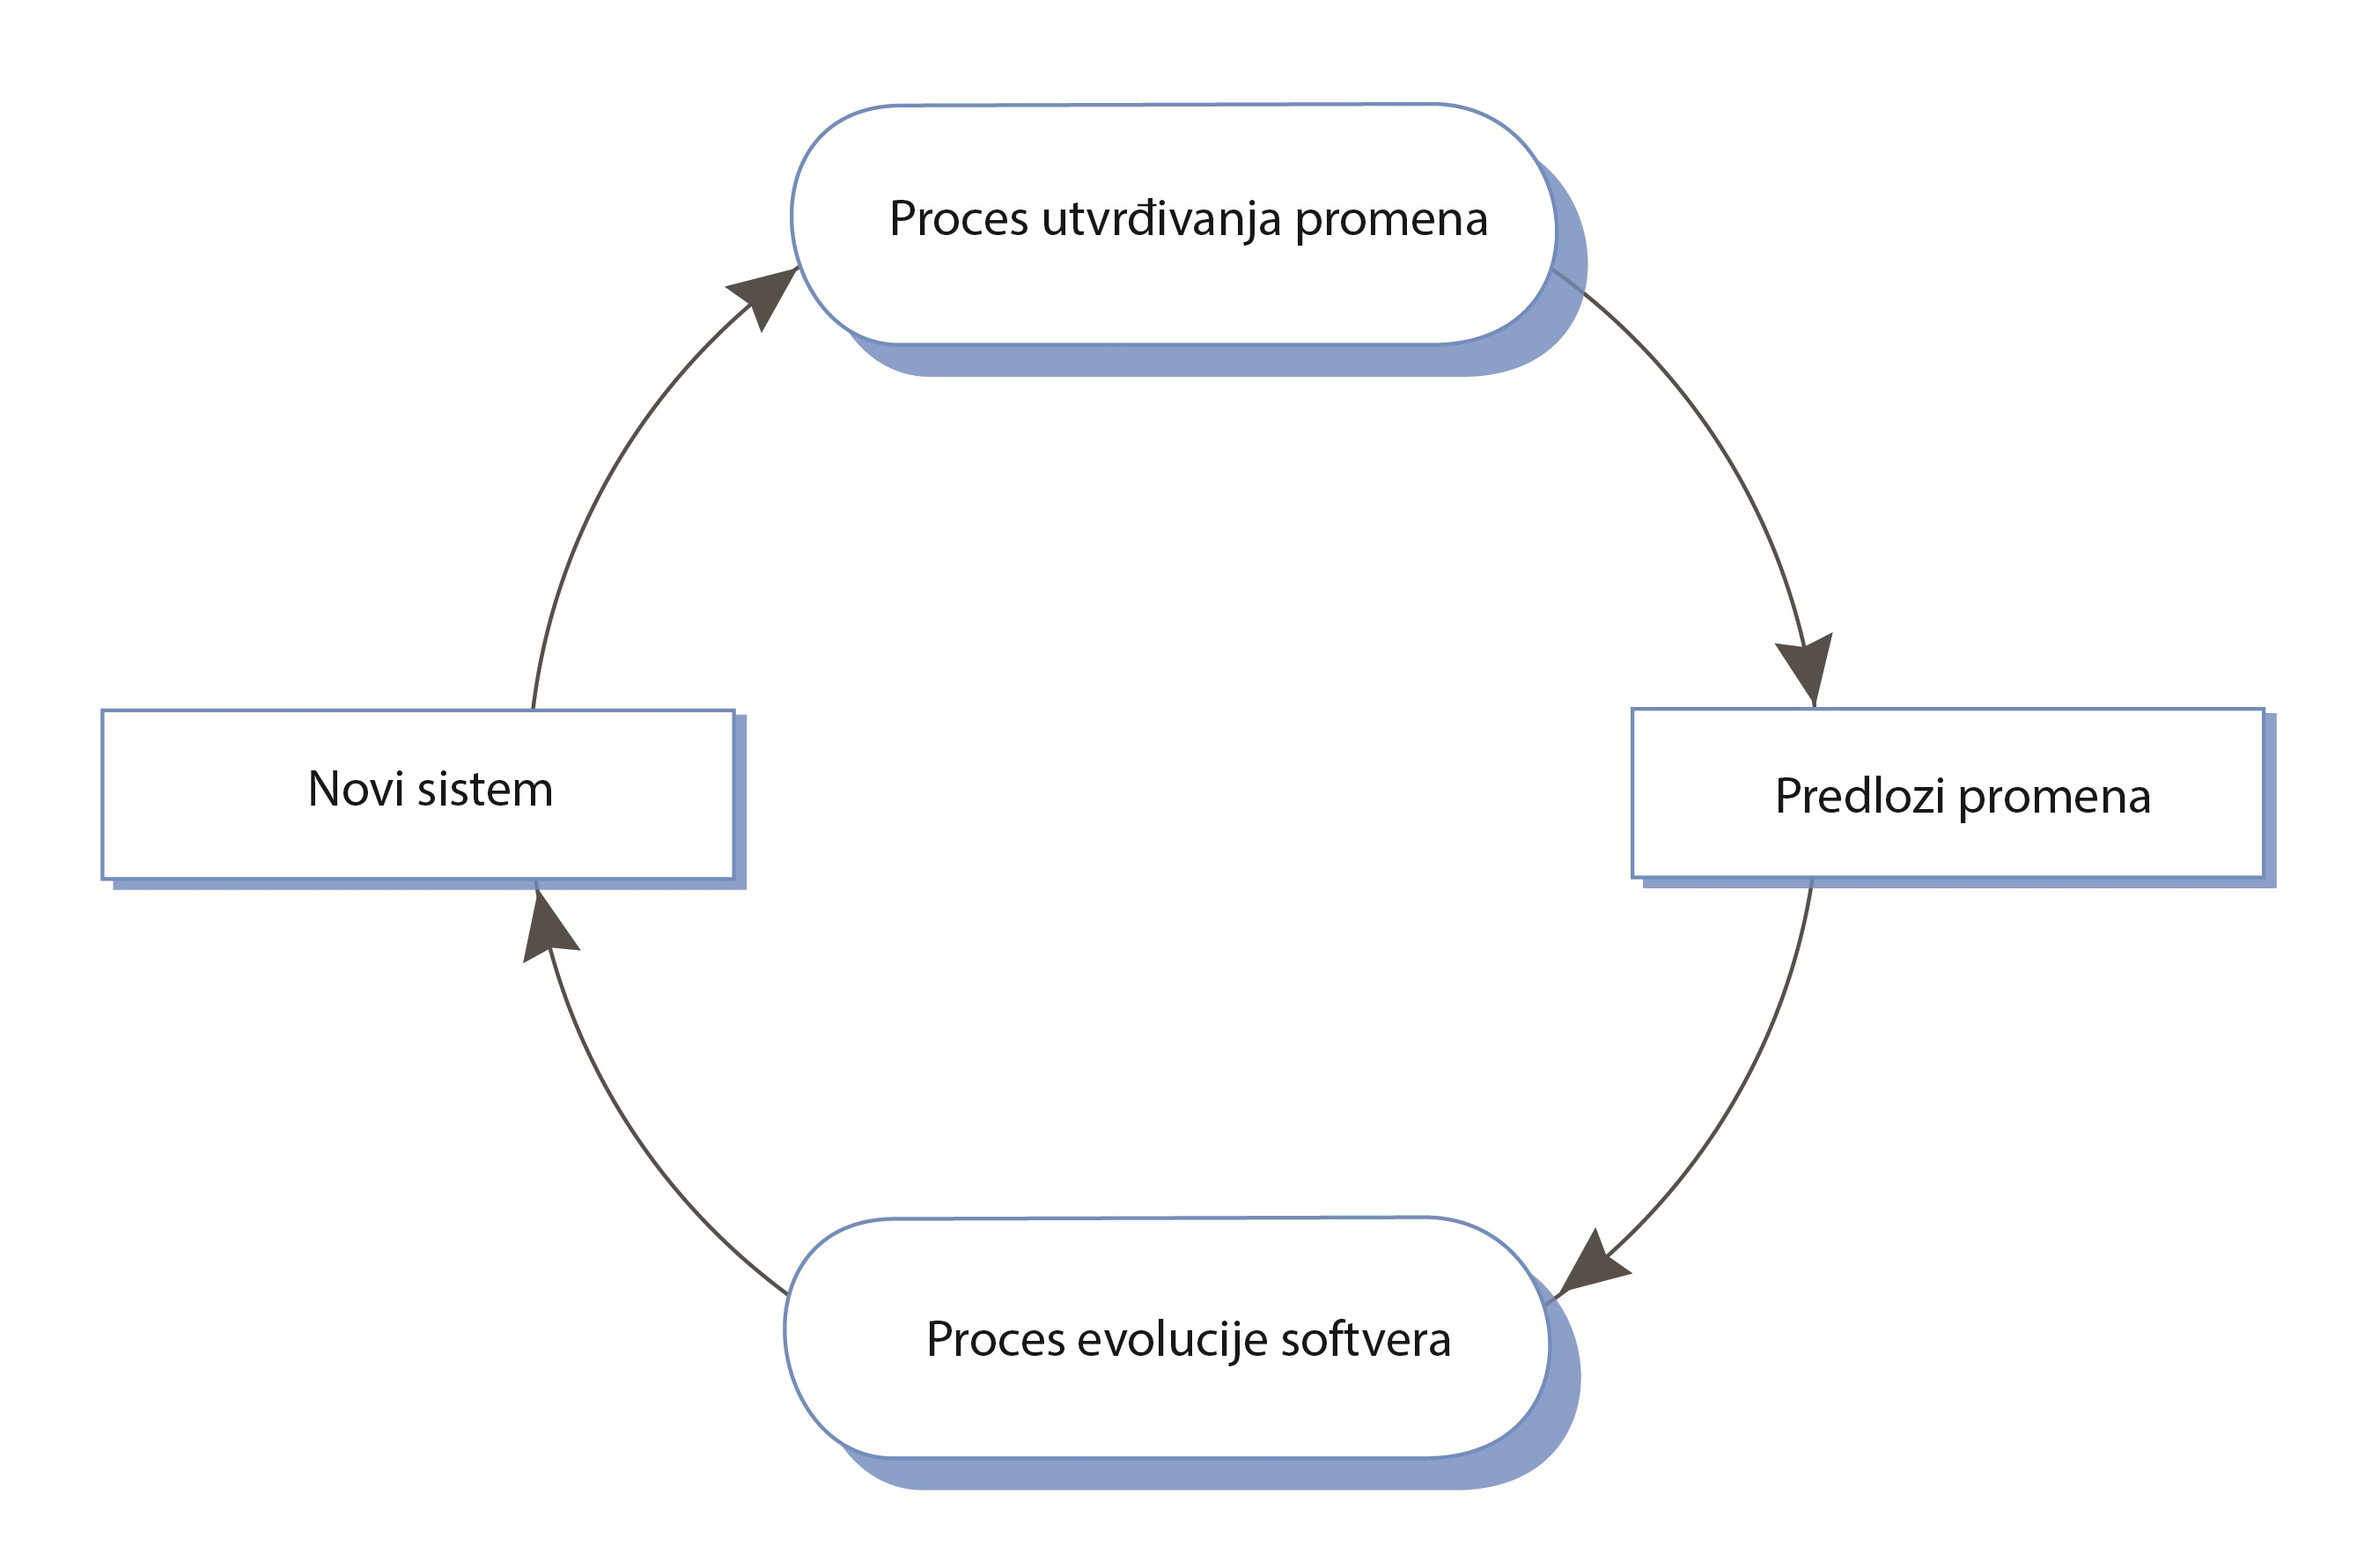 Proces utvrđivanja promena
Novi sistem
Predlozi promena
Proces evolucije softvera